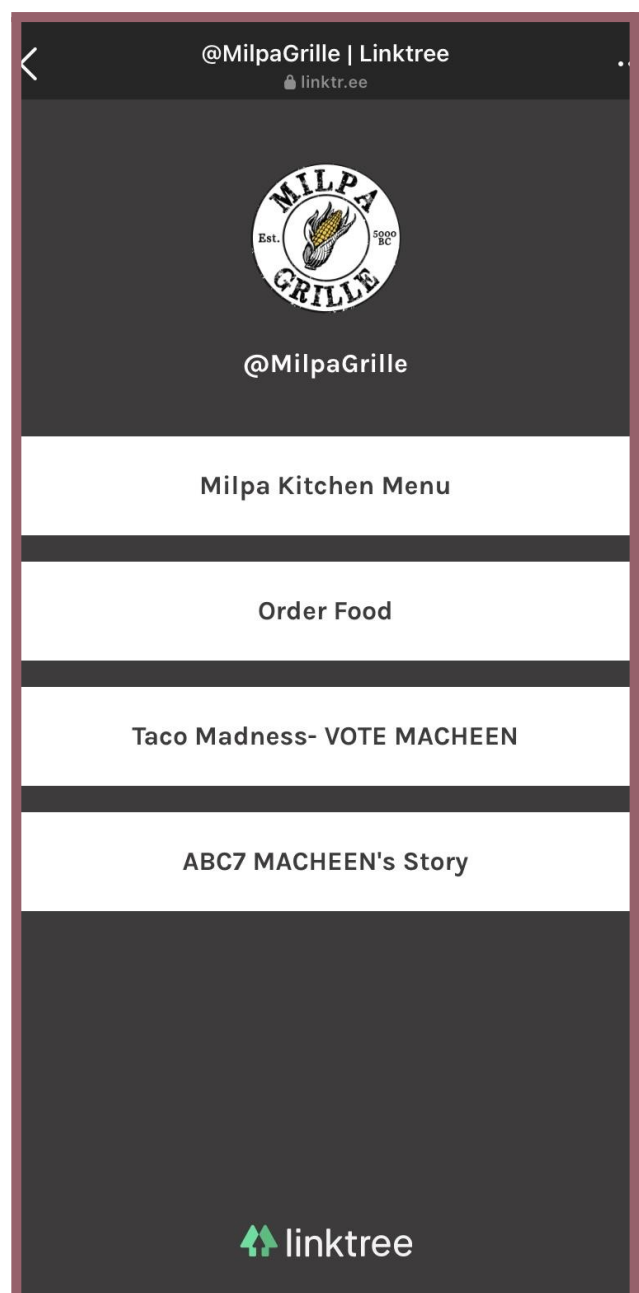 @MilpaGrille | Linktree
linktr.ee
MILPA
Est.
5000
BC
GRILLE
@MilpaGrille
Milpa Kitchen Menu
Order Food
Taco Madness- VOTE MACHEEN
ABC7 MACHEEN's Story
linktree